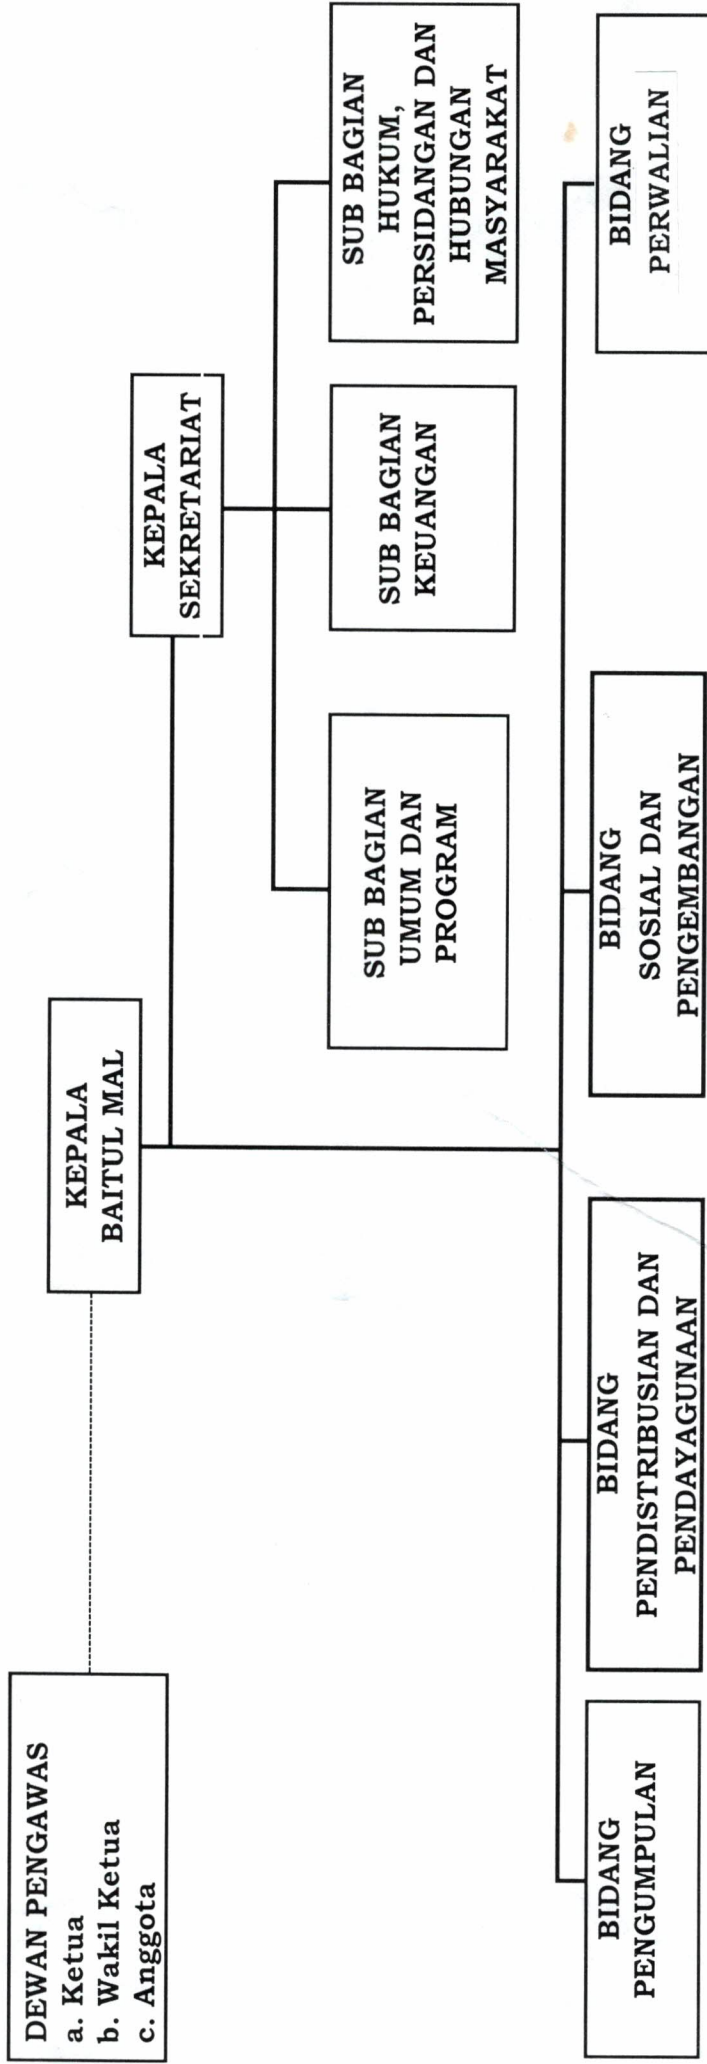 DEWAN PENGAWAS
a. Ketua
b. Wakil Ketua
c. Anggota
KEPALA
BAITUL MAL
KEPALA
SEKRETARIAT
SUB BAGIAN
UMUM DAN
PROGRAM
SUB BAGIAN
KEUANGAN
SUB BAGIAN
HUKUM,
PERSIDANGAN DAN
HUBUNGAN
MASYARAKAT
BIDANG
PENGUMPULAN
BIDANG
PENDISTRIBUSIAN DAN
PENDAYAGUNAAN
BIDANG
SOSIAL DAN
PENGEMBANGAN
BIDANG
PERWALIAN